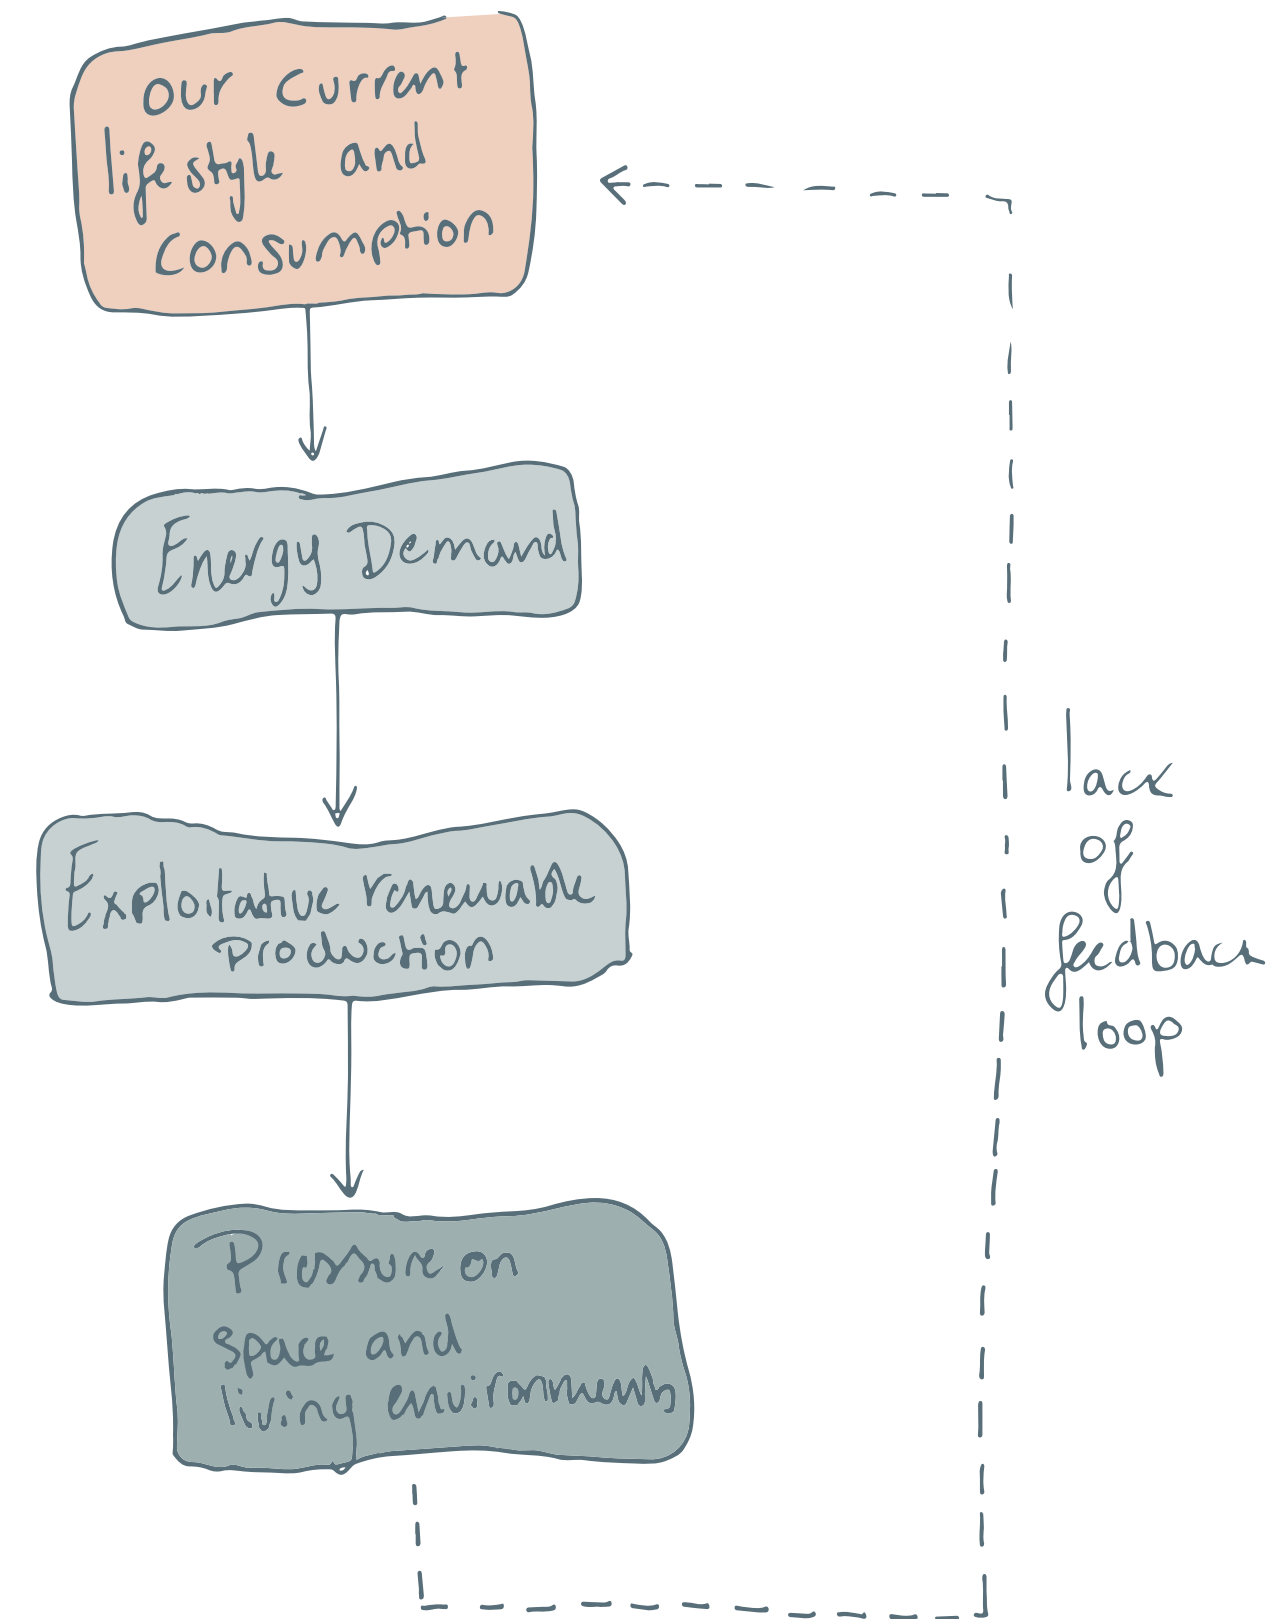 our current
lifestyle and
consumption
Energy Demand
Exploitative renewable
production
Pressure on
space and
living environments
lack
of
feedback
loop